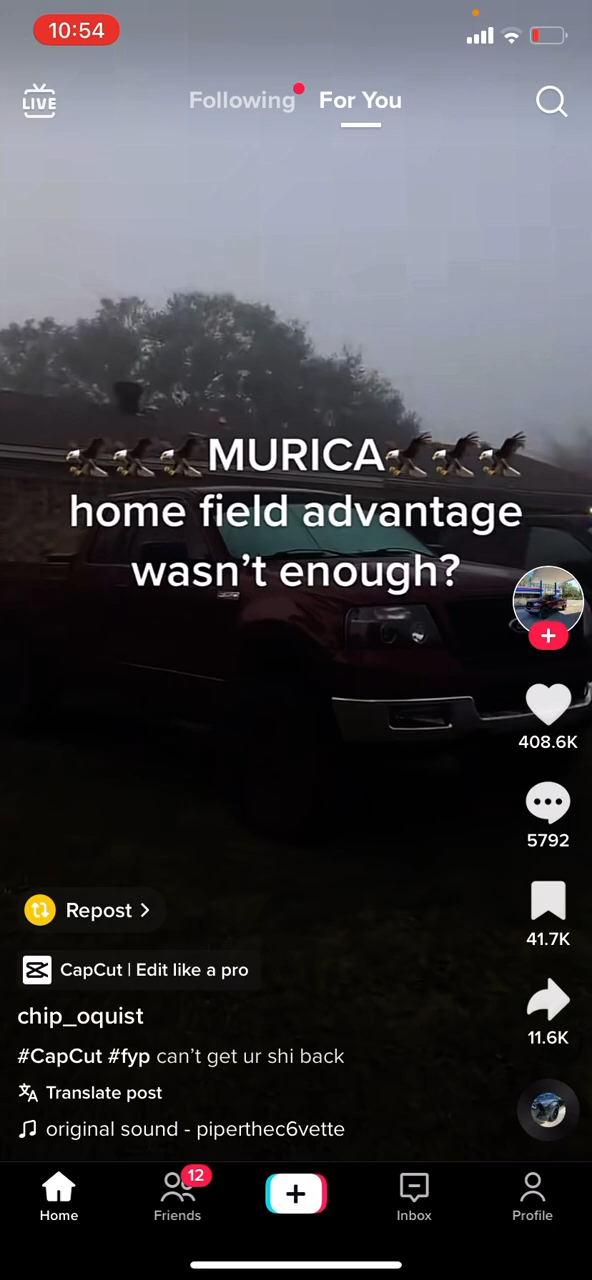 10:54
LIVE
Following
For You
🦅🦅🦅MURICA🦅🦅🦅
home field advantage
wasn't enough?
408.6K
5792
41.7K
11.6K
Repost >
CapCut | Edit like a pro
chip_oquist
#CapCut #fyp can't get ur shi back
Translate post
original sound - piperthec6vette
12
Home
Friends
Inbox
Profile